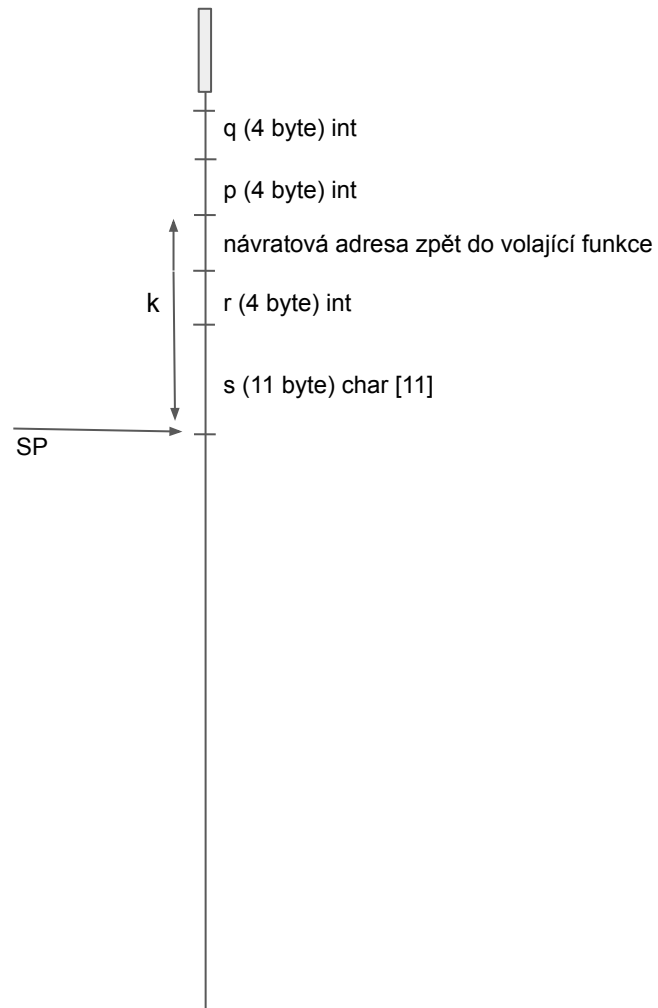 q (4 byte) int
p (4 byte) int
návratová adresa zpět do volající funkce
k
r (4 byte) int
s (11 byte) char [11]
SP